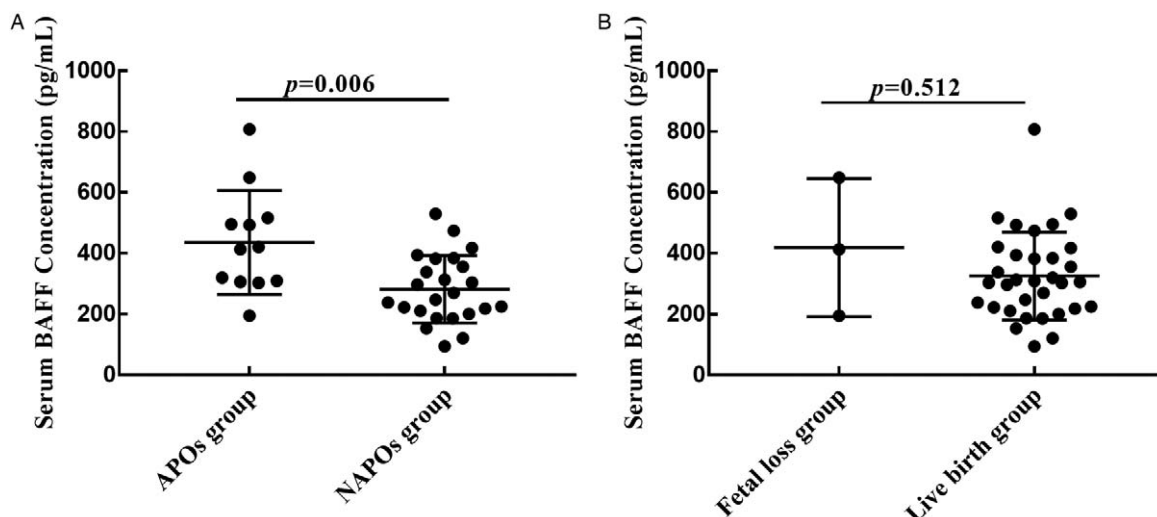 A
Serum BAFF Concentration (pg/mL)
1000
800
600
400
200
0
p=0.006
APOs group
NAPOs group
B
Serum BAFF Concentration (pg/mL)
1000
800
600
400
200
0
p=0.512
Fetal loss group
Live birth group